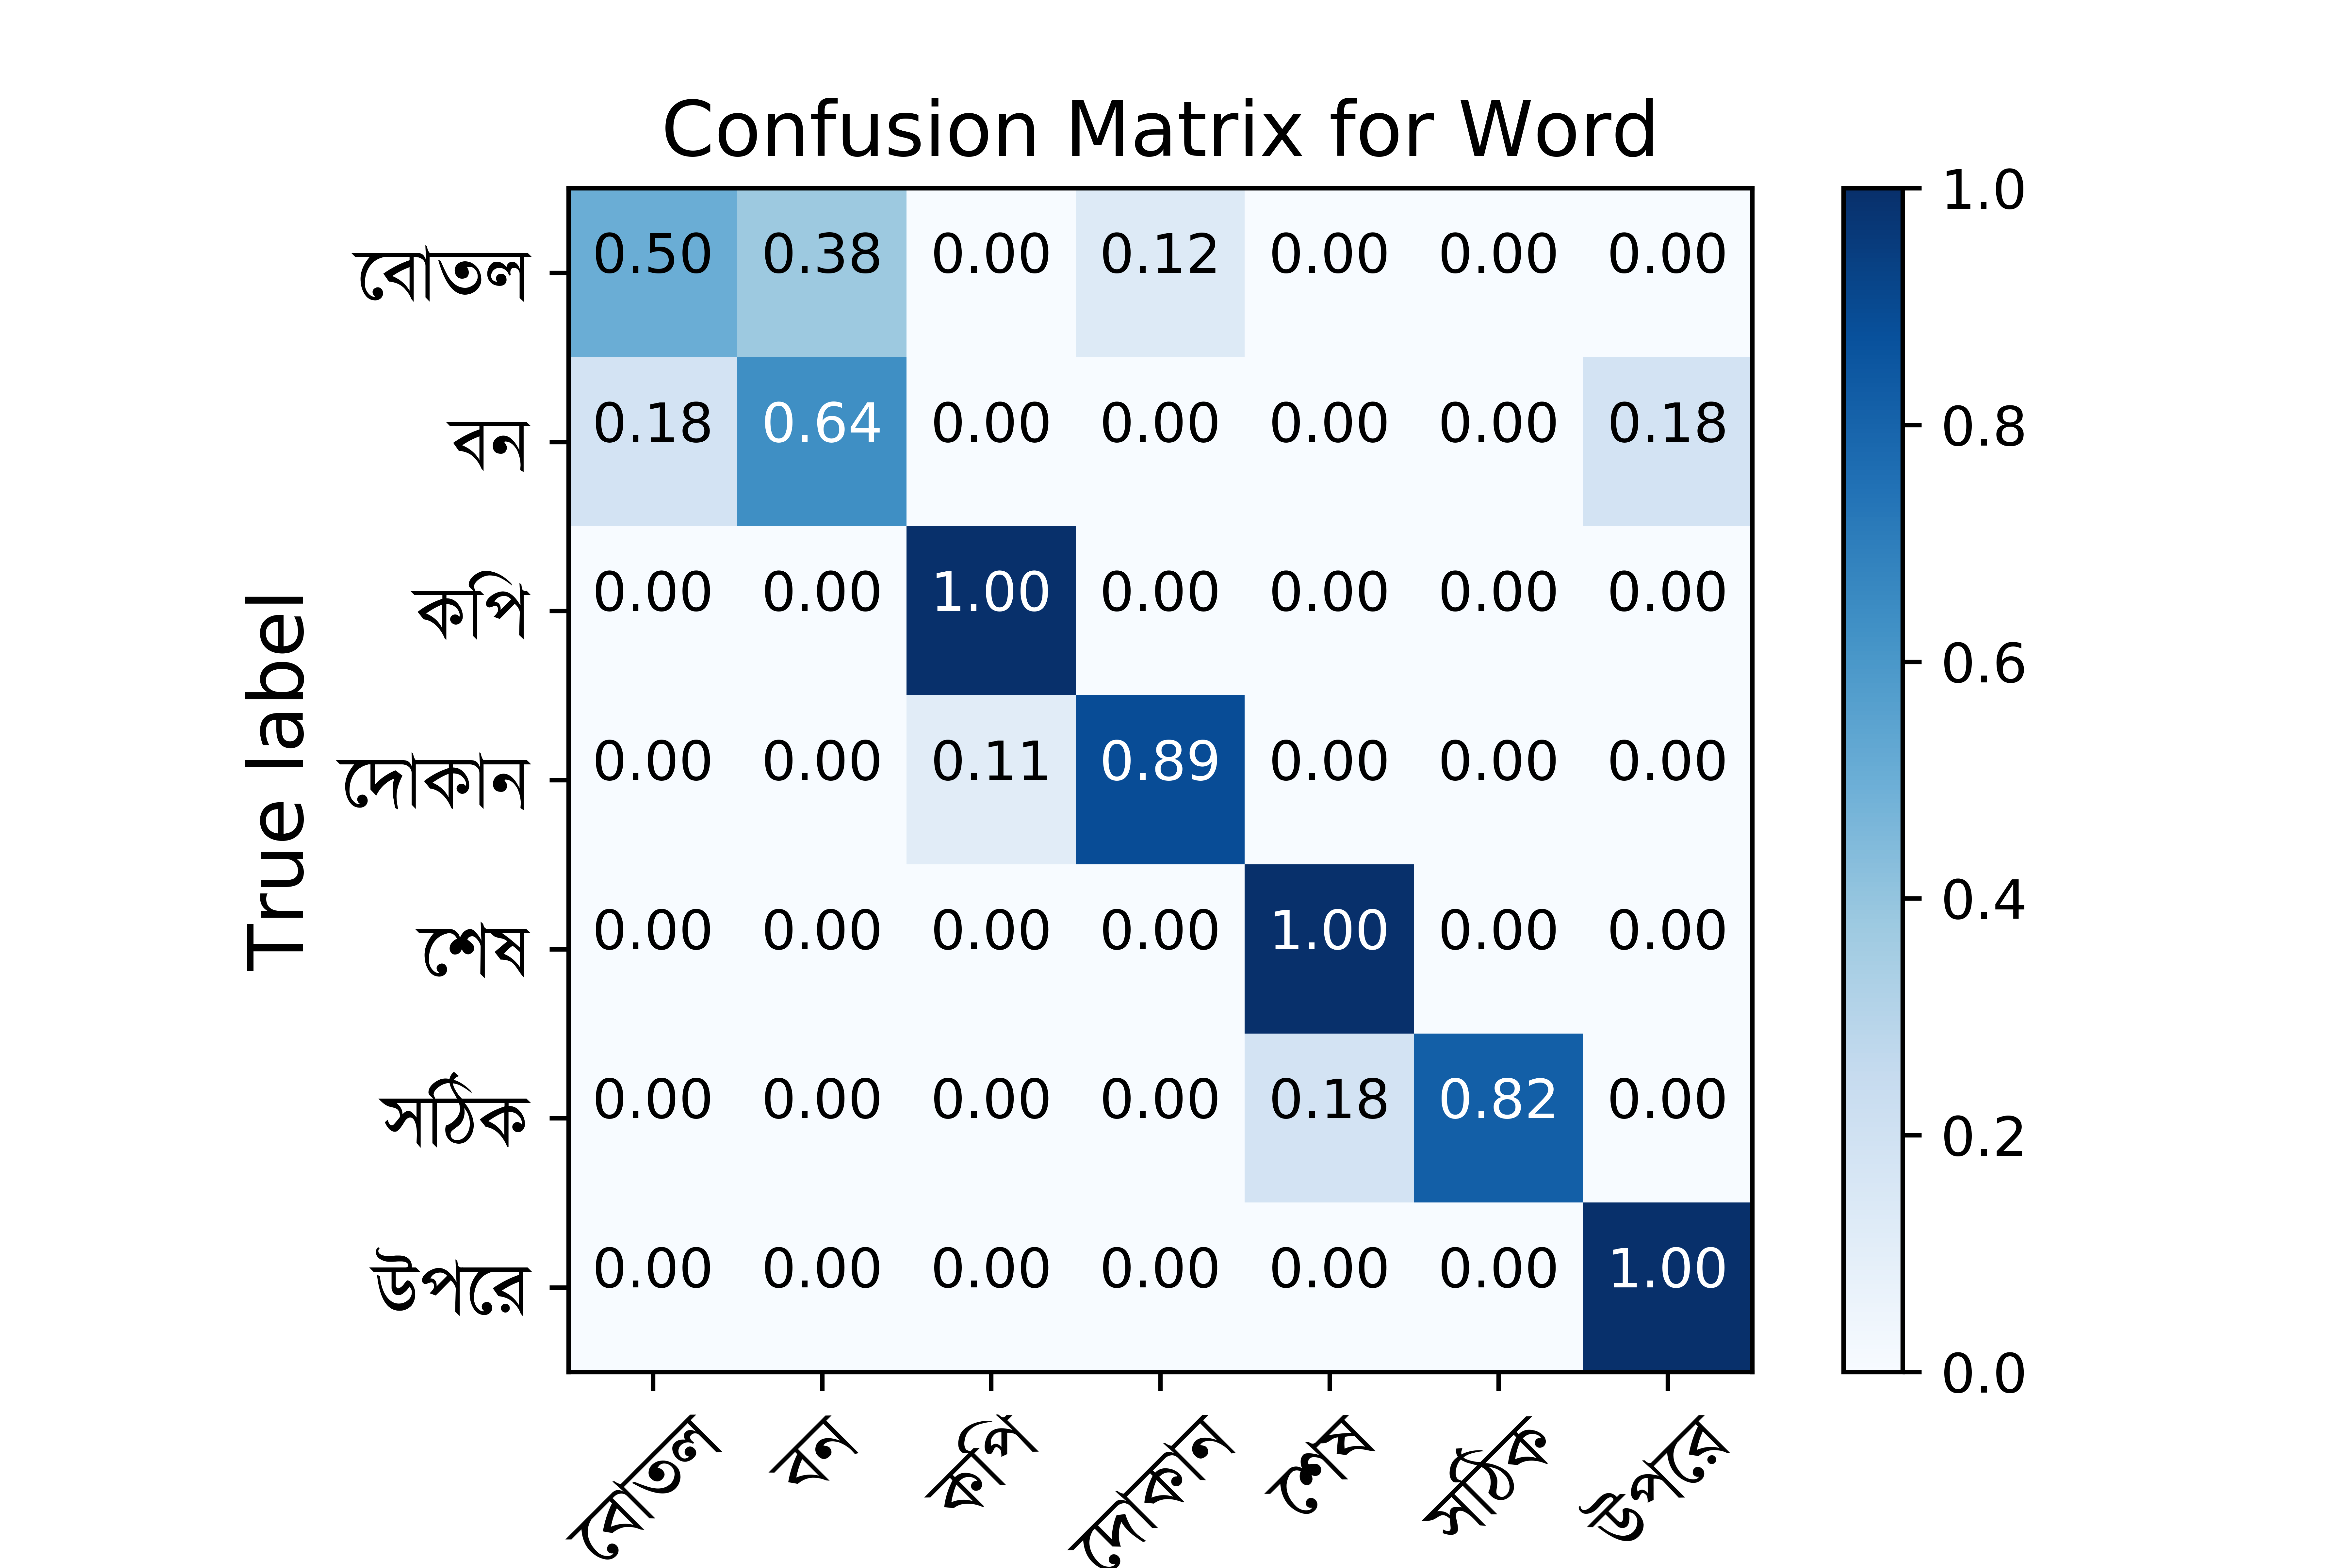 Confusion Matrix for Word
True label
বোতল 0.50 0.38 0.00 0.12 0.00 0.00 0.00
বন 0.18 0.64 0.00 0.00 0.00 0.00 0.18
কপি 0.00 0.00 1.00 0.00 0.00 0.00 0.00
দোকান 0.00 0.00 0.11 0.89 0.00 0.00 0.00
শেষ 0.00 0.00 0.00 0.00 1.00 0.00 0.00
সঠিক 0.00 0.00 0.00 0.00 0.18 0.82 0.00
উপরে 0.00 0.00 0.00 0.00 0.00 0.00 1.00
বোতল বন কপি দোকান শেষ সঠিক উপরে
1.0
0.8
0.6
0.4
0.2
0.0